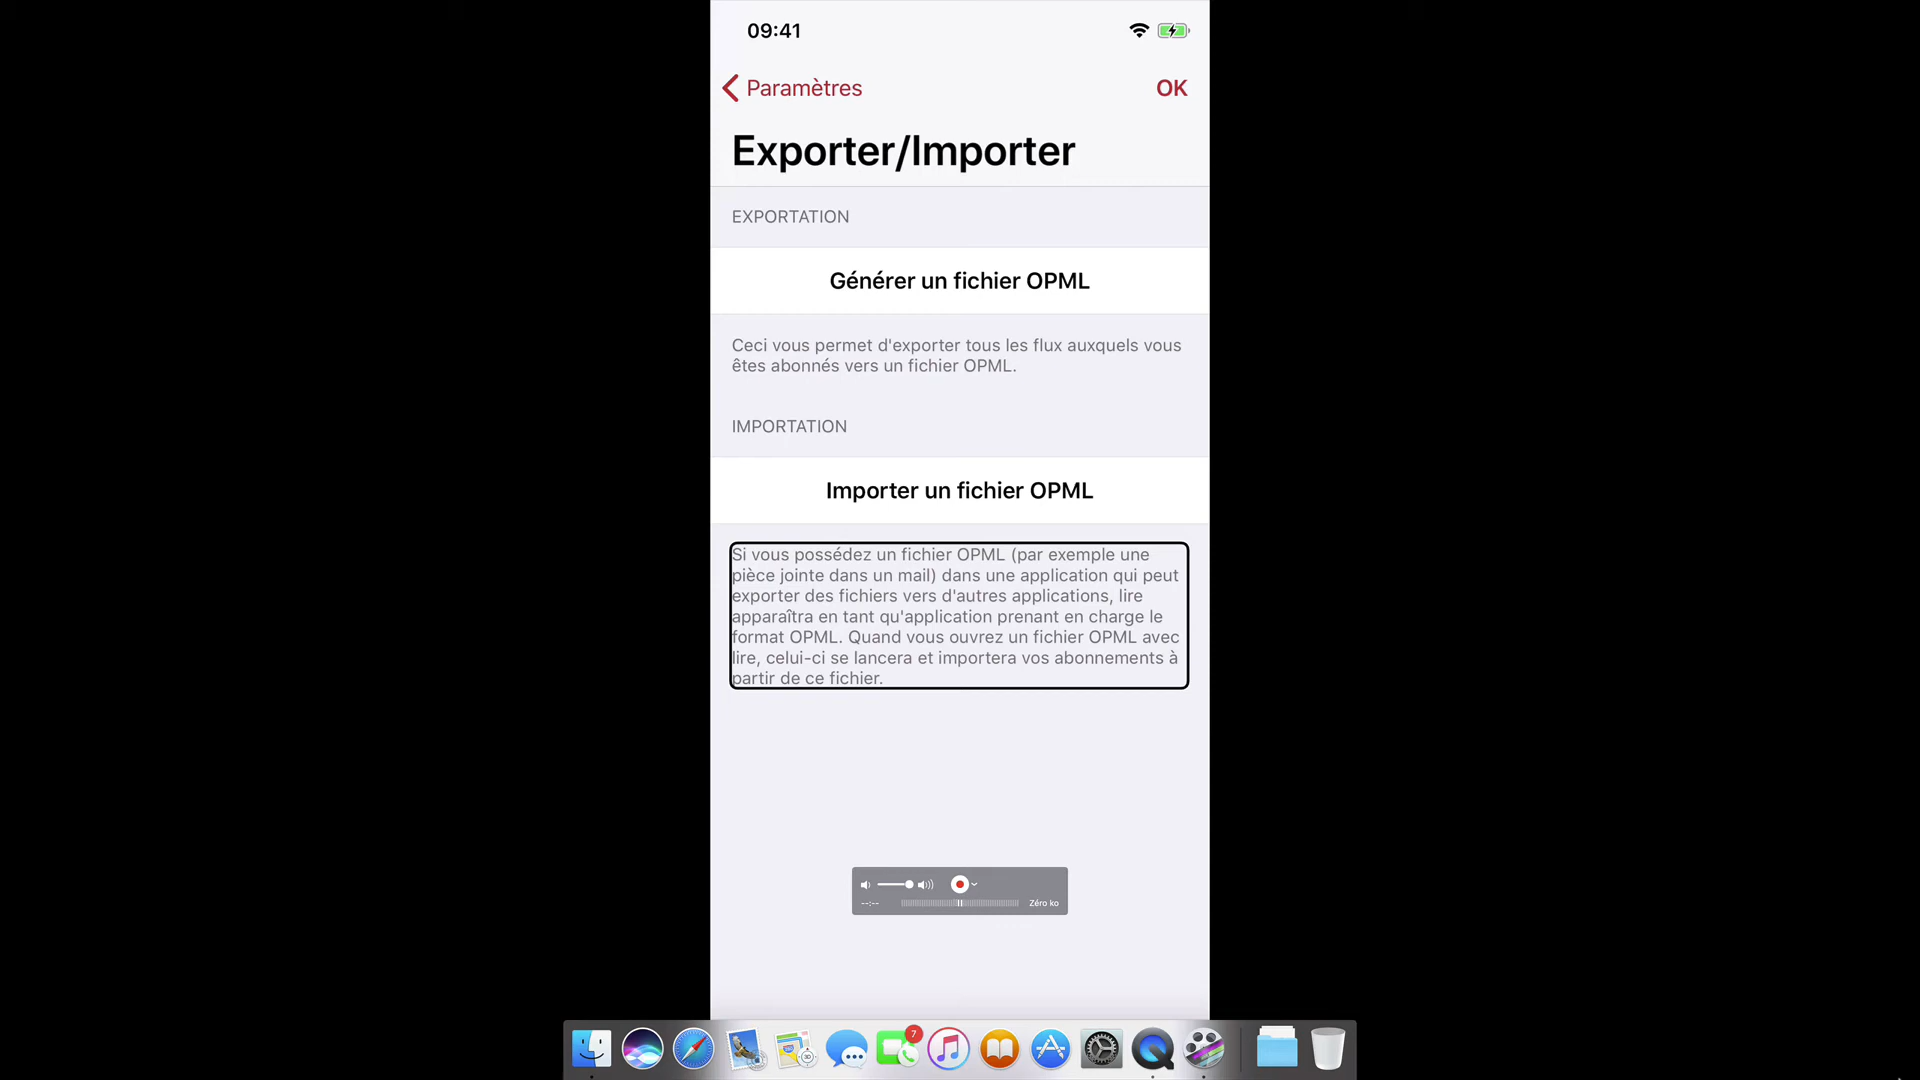 09:41
Paramètres
OK
Exporter/Importer
EXPORTATION
Générer un fichier OPML
Ceci vous permet d'exporter tous les flux auxquels vous
êtes abonnés vers un fichier OPML.
IMPORTATION
Importer un fichier OPML
Si vous possédez un fichier OPML (par exemple une
pièce jointe dans un mail) dans une application qui peut
exporter des fichiers vers d'autres applications, lire
apparaîtra en tant qu'application prenant en charge le
format OPML. Quand vous ouvrez un fichier OPML avec
lire, celui-ci se lancera et importera vos abonnements à
partir de ce fichier.
--:--
Zéro ko
7
3D